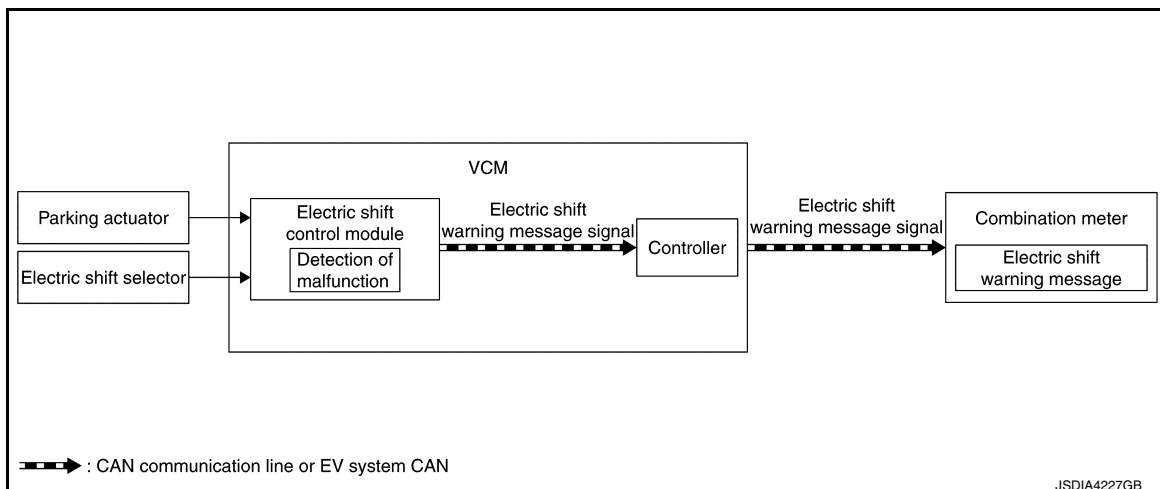 VCM
Parking actuator
Electric shift selector
Electric shift
control module
Detection of
malfunction
Electric shift
warning message signal
Controller
Electric shift
warning message signal
Combination meter
Electric shift
warning message
: CAN communication line or EV system CAN
JSDIA4227GB